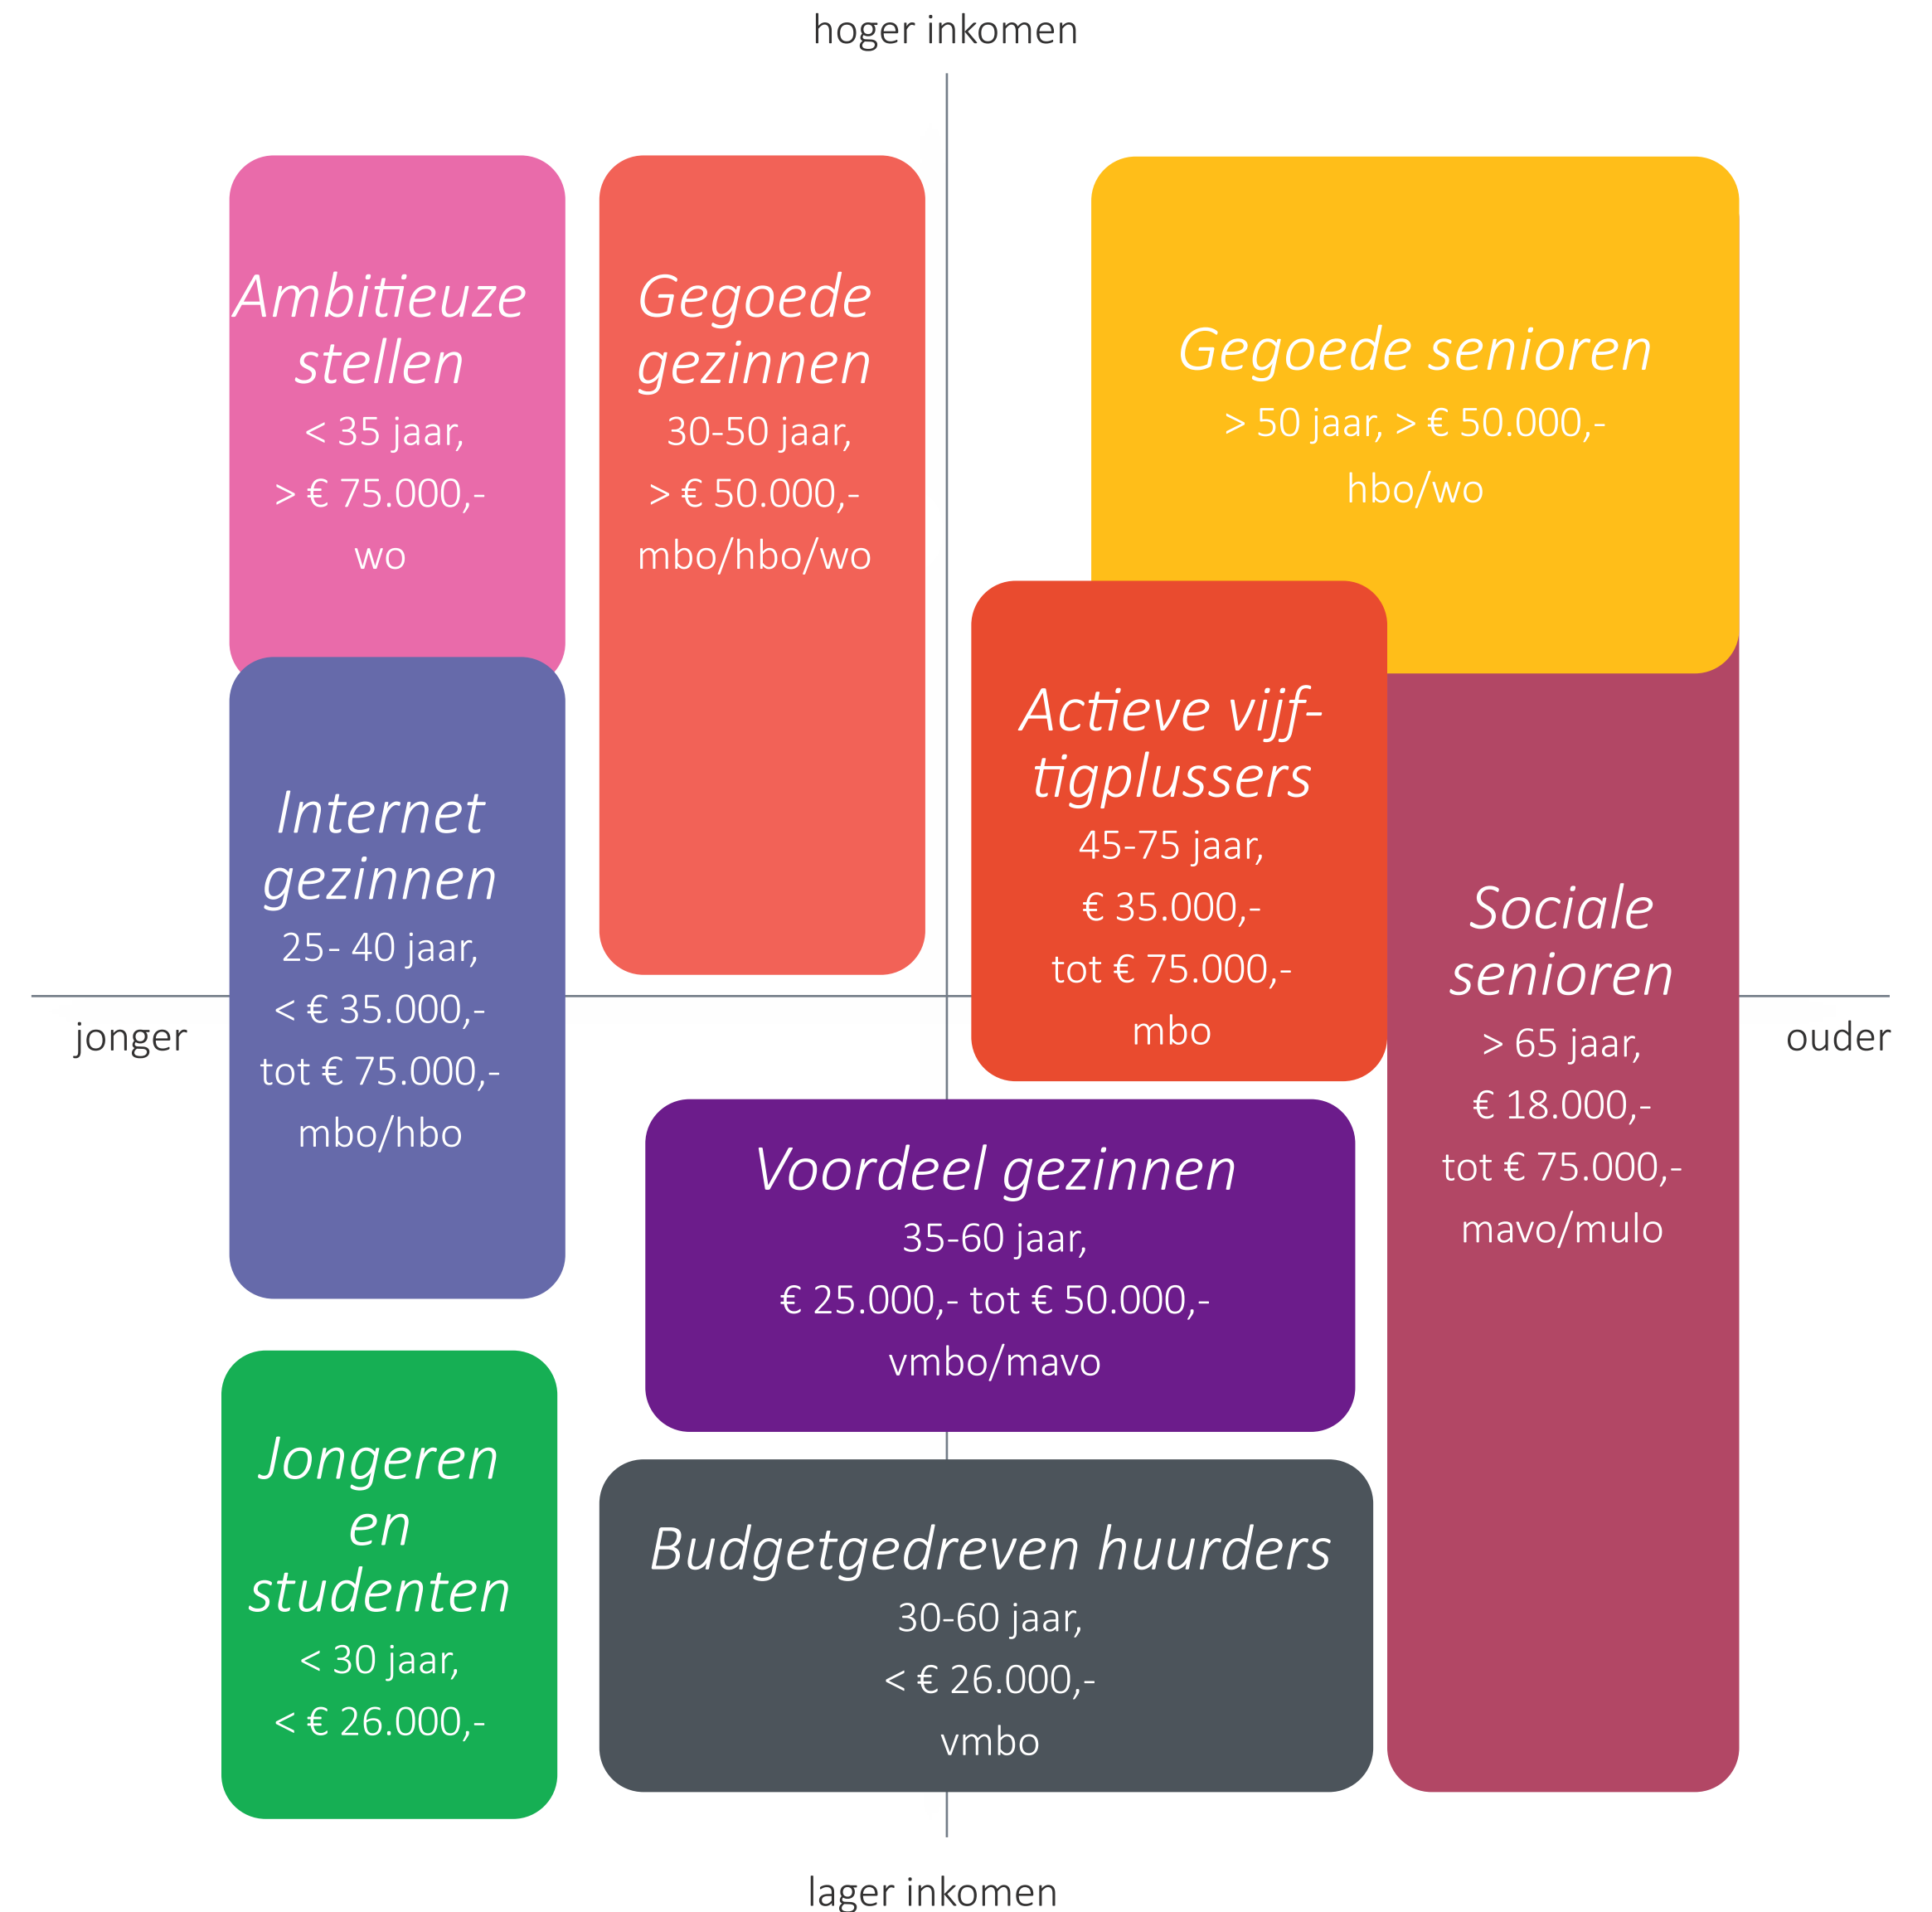 hoger inkomen
Ambitieuze
stellen
< 35 jaar,
> € 75.000,-
wo
Gegoede
gezinnen
30-50 jaar,
> € 50.000,-
mbo/hbo/wo
Gegoede senioren
> 50 jaar, > € 50.000,-
hbo/wo
Internet
gezinnen
25- 40 jaar,
< € 35.000,-
tot € 75.000,-
mbo/hbo
Actieve vijf-
tigplussers
45-75 jaar,
€ 35.000,-
tot € 75.000,-
mbo
Sociale
senioren
> 65 jaar,
€ 18.000,-
tot € 75.000,-
mavo/mulo
jonger
ouder
Voordeel gezinnen
35-60 jaar,
€ 25.000,- tot € 50.000,-
vmbo/mavo
Jongeren
en
studenten
< 30 jaar,
< € 26.000,-
Budgetgedreven huurders
30-60 jaar,
< € 26.000,-
vmbo
lager inkomen